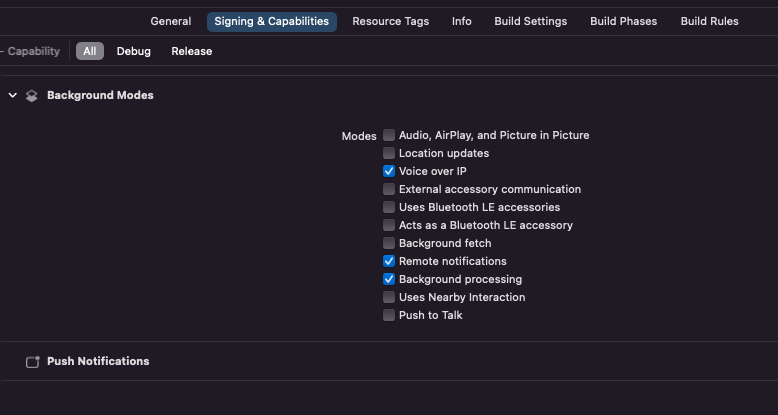 General Signing & Capabilities Resource Tags Info Build Settings Build Phases Build Rules
Capability All Debug Release
Background Modes
Modes Audio, AirPlay, and Picture in Picture
Location updates
Voice over IP
External accessory communication
Uses Bluetooth LE accessories
Acts as a Bluetooth LE accessory
Background fetch
Remote notifications
Background processing
Uses Nearby Interaction
Push to Talk
Push Notifications